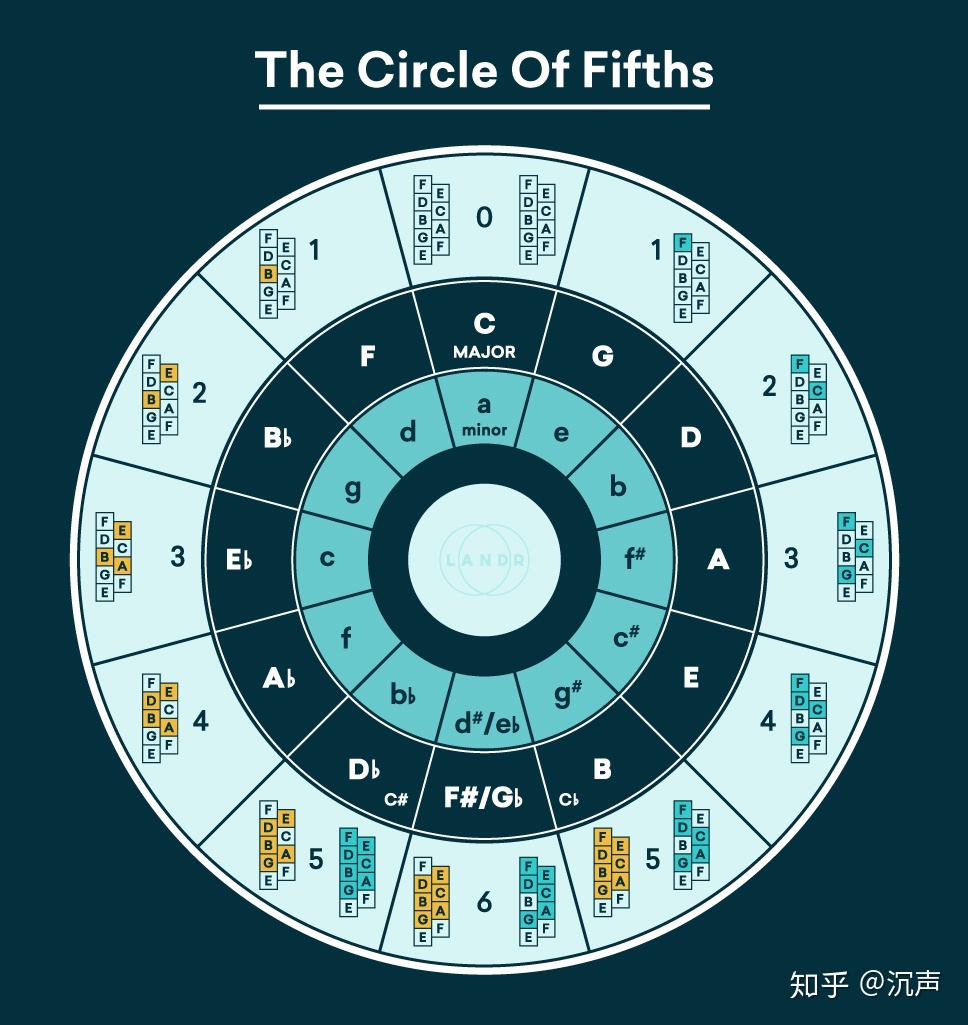 The Circle Of Fifths
F D B G E
E C A F
0
F D B G E
E C A F
F D B G E
E C A F
1
1
F D B G E
E C A F
C
MAJOR
F
G
F D B G E
E C A F
2
2
F D B G E
E C A F
a
minor
d
e
B♭
D
g
b
F D B G E
E C A F
3
E♭
c
LANDR
f#
A
3
F D B G E
E C A F
f
c#
A♭
E
F D B G E
E C A F
4
4
F D B G E
E C A F
b♭
d#/e♭
g#
D♭
C#
F#/G♭
B
C♭
F D B G E
E C A F
5
F D B G E
E C A F
F D B G E
E C A F
6
F D B G E
E C A F
F D B G E
E C A F
5
F D B G E
E C A F
知乎 @沉声